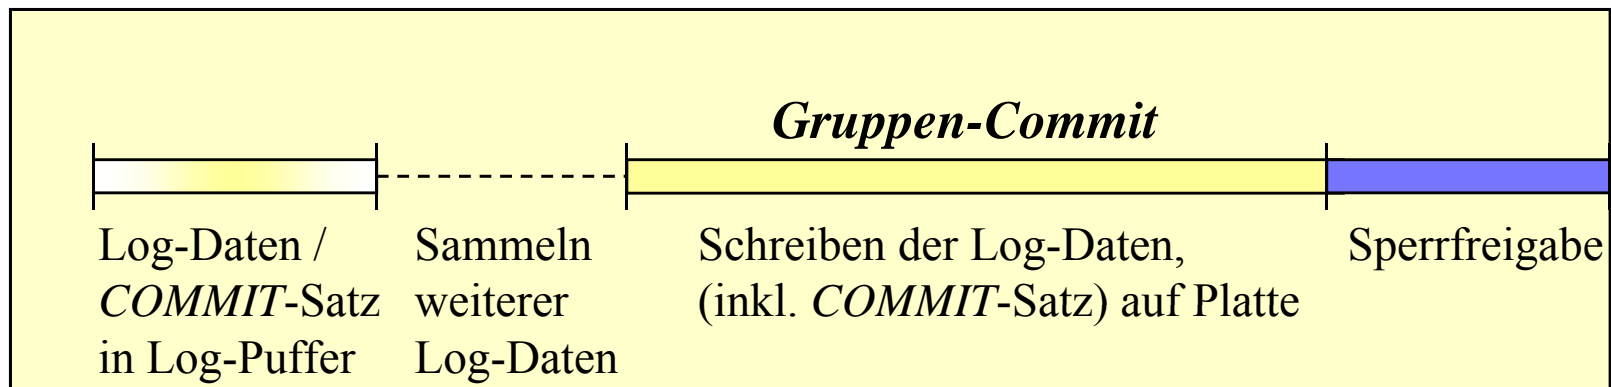 Gruppen-Commit
Log-Daten /
COMMIT-Satz
in Log-Puffer
Sammeln
weiterer
Log-Daten
Schreiben der Log-Daten,
(inkl. COMMIT-Satz) auf Platte
Sperrfreigabe